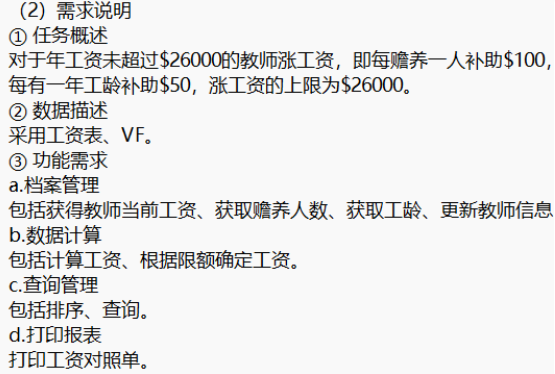 （2）需求说明
① 任务概述
对于年工资未超过$26000的教师涨工资，即每赡养一人补助$100，
每有一年工龄补助$50，涨工资的上限为$26000。
② 数据描述
采用工资表、VF。
③ 功能需求
a.档案管理
包括获得教师当前工资、获取赡养人数、获取工龄、更新教师信息
b.数据计算
包括计算工资、根据限额确定工资。
c.查询管理
包括排序、查询。
d.打印报表
打印工资对照单。